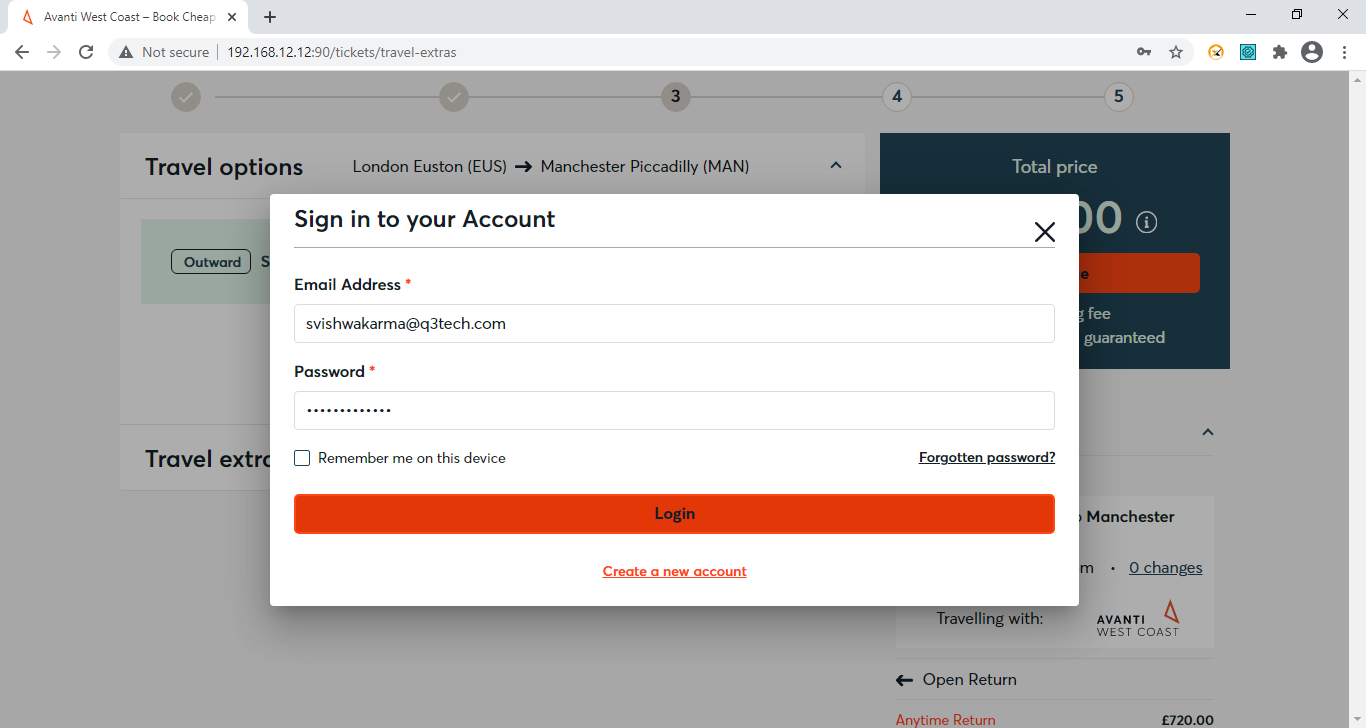 Avanti West Coast – Book Cheap
Not secure
192.168.12.12:90/tickets/travel-extras
3
4
5
Travel options
London Euston (EUS) → Manchester Piccadilly (MAN)
Total price
00
Outward
S
e
g fee
guaranteed
Sign in to your Account
Email Address *
svishwakarma@q3tech.com
Password *
•••••••••••••
Remember me on this device
Forgotten password?
Login
Create a new account
Travel extra
Manchester
m • 0 changes
Travelling with:
AVANTI
WEST COAST
← Open Return
Anytime Return
£720.00